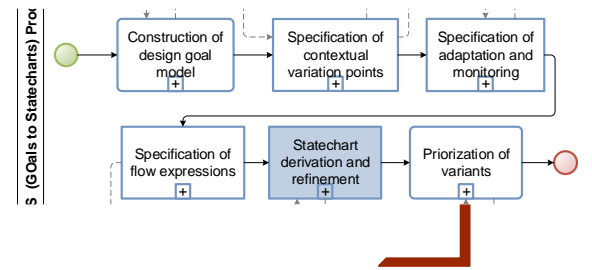 S (GOals to Statecharts) Pro
Construction of
design goal
model
Specification of
contextual
variation points
Specification of
adaptation and
monitoring
Specification of
flow expressions
Statechart
derivation and
refinement
Priorization of
variants